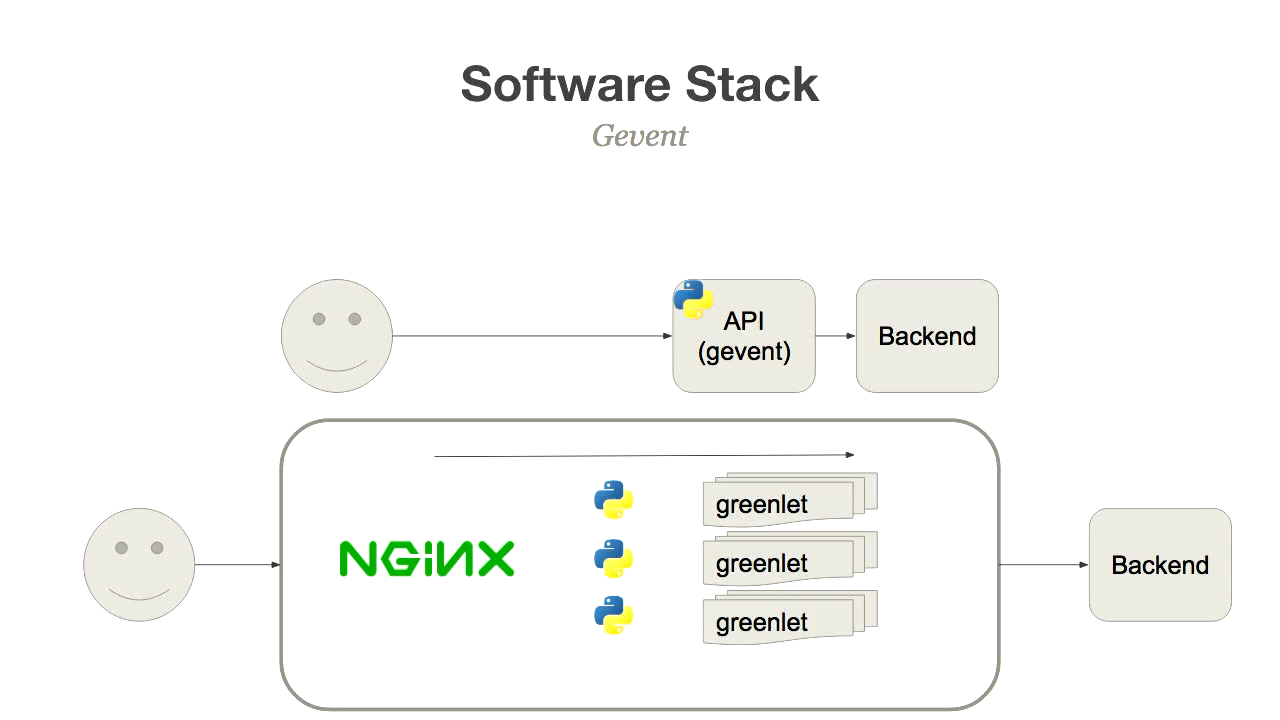 Software Stack
Gevent
API
(gevent)
Backend
greenlet
NGINX
greenlet
Backend
greenlet